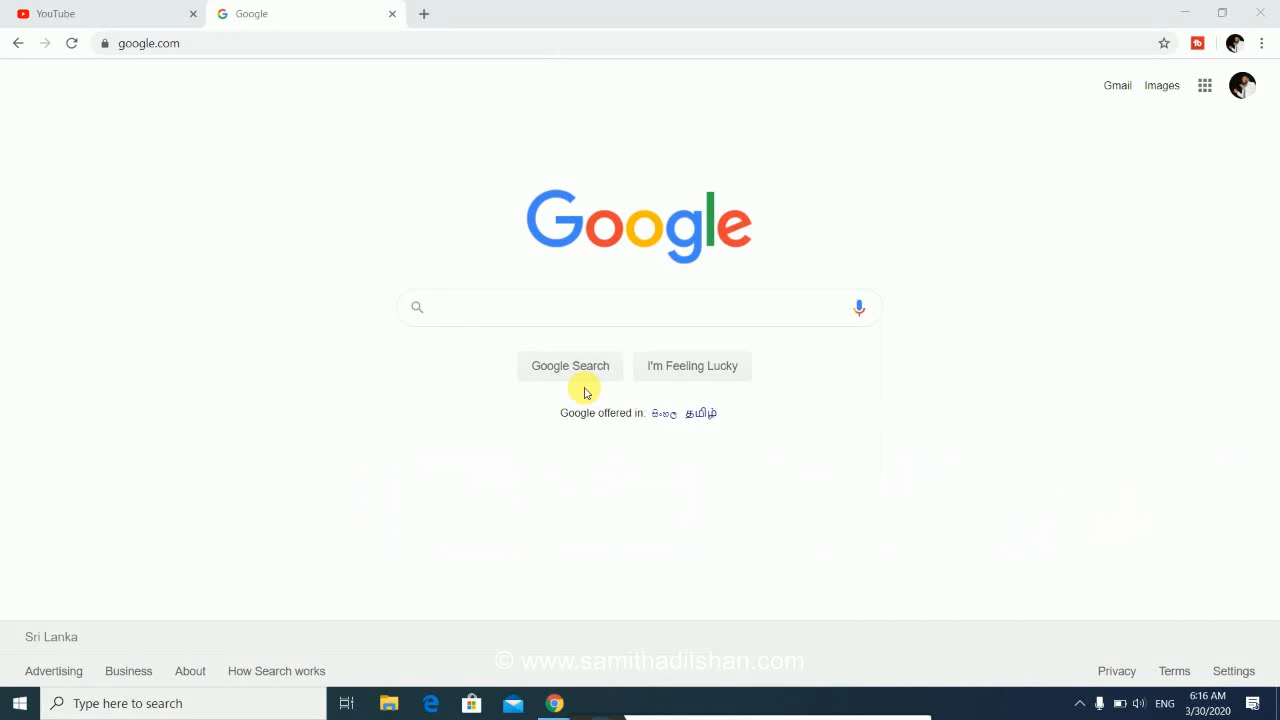 YouTube
Google
google.com
Gmail Images
Google
Google Search
I'm Feeling Lucky
Google offered in: සිංහල தமிழ்
Sri Lanka
Advertising Business About How Search works
© www.samithadilshan.com
Privacy Terms Settings
Type here to search
ENG
6:16 AM
3/30/2020